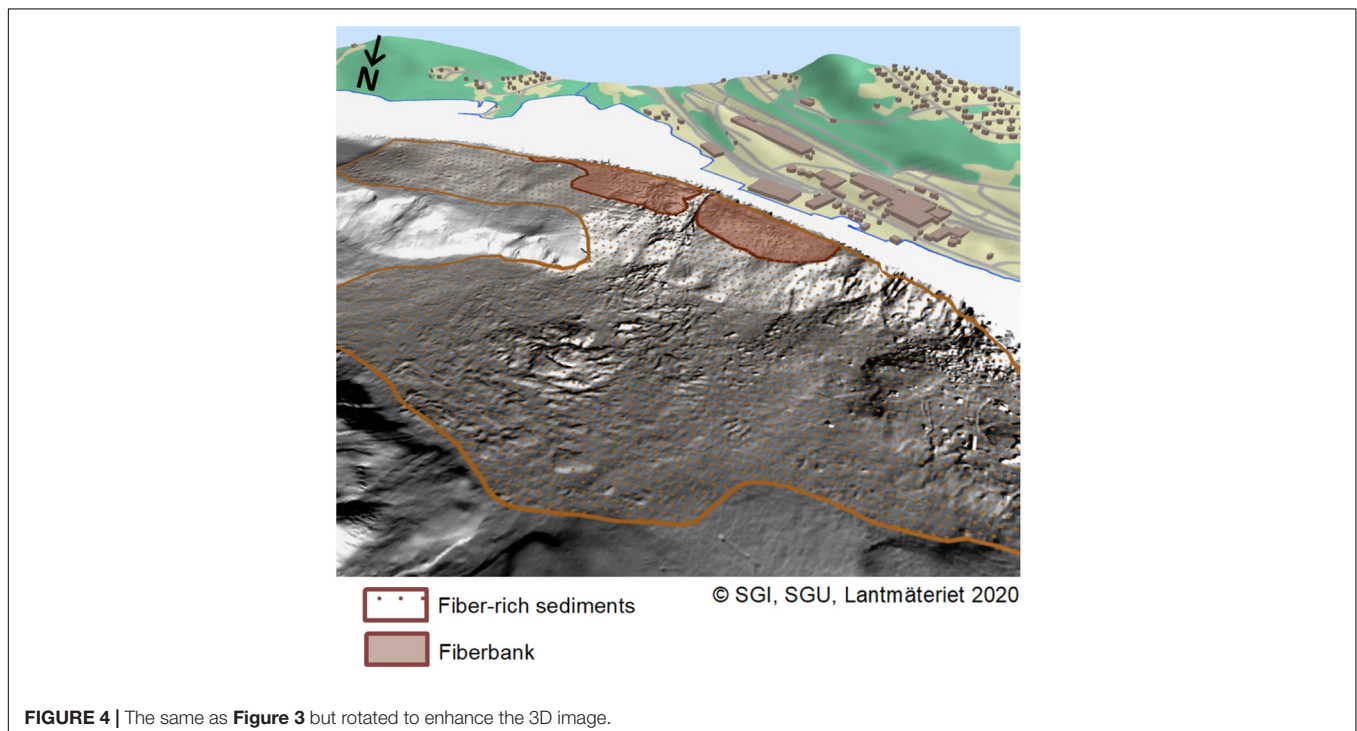 N
Fiber-rich sediments
© SGI, SGU, Lantmäteriet 2020
Fiberbank
FIGURE 4 | The same as Figure 3 but rotated to enhance the 3D image.